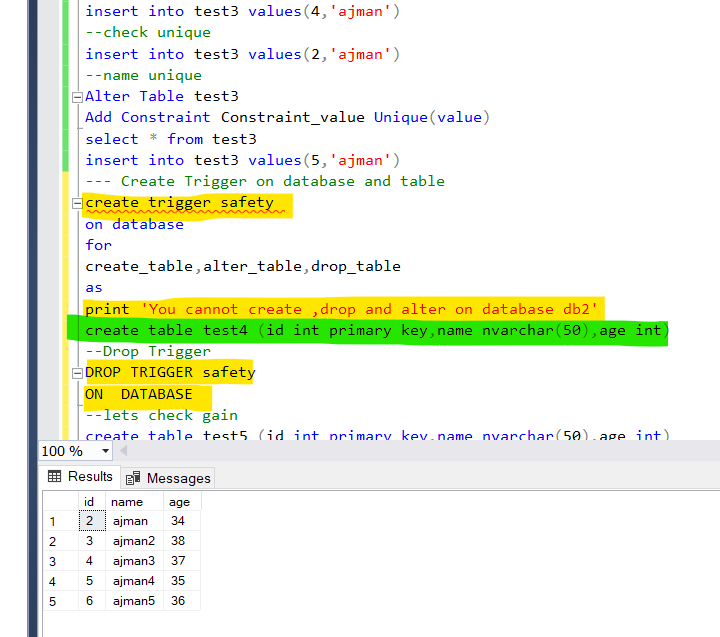 insert into test3 values(4,'ajman')
--check unique
insert into test3 values(2,'ajman')
--name unique
Alter Table test3
Add Constraint Constraint_value Unique(value)
select * from test3
insert into test3 values(5,'ajman')
--- Create Trigger on database and table
create trigger safety
on database
for
create_table,alter_table,drop_table
as
print 'You cannot create ,drop and alter on database db2'
create table test4 (id int primary key,name nvarchar(50),age int)
--Drop Trigger
DROP TRIGGER safety
ON  DATABASE
--lets check gain
create table test5 (id int primary key,name nvarchar(50),age int)
100 %
Results Messages
id name age
1 2 ajman 34
2 3 ajman2 38
3 4 ajman3 37
4 5 ajman4 35
5 6 ajman5 36